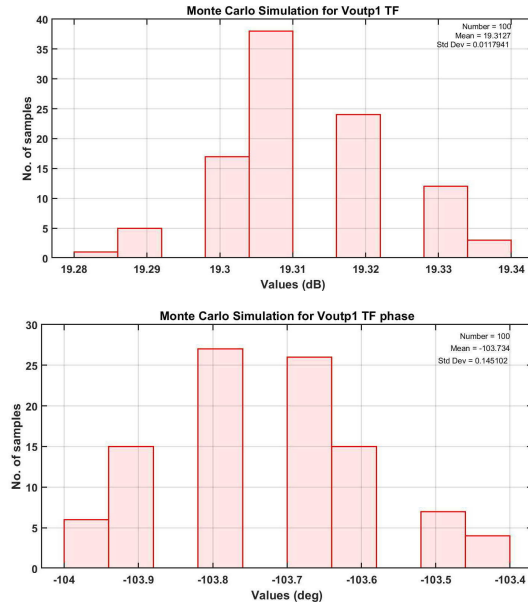 Monte Carlo Simulation for Voutp1 TF
Number = 100
Mean = 19.3127
Std Dev = 0.0117941
40
35
30
25
20
15
10
5
0
No. of samples
19.28 19.29 19.3 19.31 19.32 19.33 19.34
Values (dB)
Monte Carlo Simulation for Voutp1 TF phase
Number = 100
Mean = -103.734
Std Dev = 0.145102
30
25
20
15
10
5
0
No. of samples
-104 -103.9 -103.8 -103.7 -103.6 -103.5 -103.4
Values (deg)